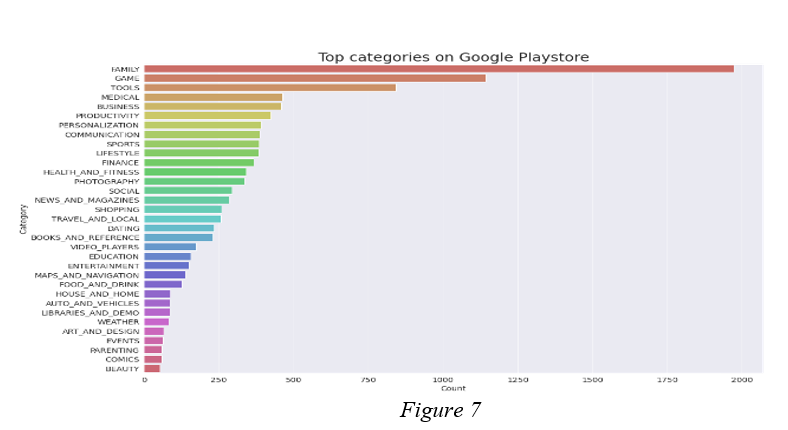 Top categories on Google Playstore
Category
FAMILY
GAME
TOOLS
MEDICAL
BUSINESS
PRODUCTIVITY
PERSONALIZATION
COMMUNICATION
SPORTS
LIFESTYLE
FINANCE
HEALTH_AND_FITNESS
PHOTOGRAPHY
SOCIAL
NEWS_AND_MAGAZINES
SHOPPING
TRAVEL_AND_LOCAL
DATING
BOOKS_AND_REFERENCE
VIDEO_PLAYERS
EDUCATION
ENTERTAINMENT
MAPS_AND_NAVIGATION
FOOD_AND_DRINK
HOUSE_AND_HOME
AUTO_AND_VEHICLES
LIBRARIES_AND_DEMO
WEATHER
ART_AND_DESIGN
EVENTS
PARENTING
COMICS
BEAUTY
0 250 500 750 1000 1250 1500 1750 2000
Count
Figure 7